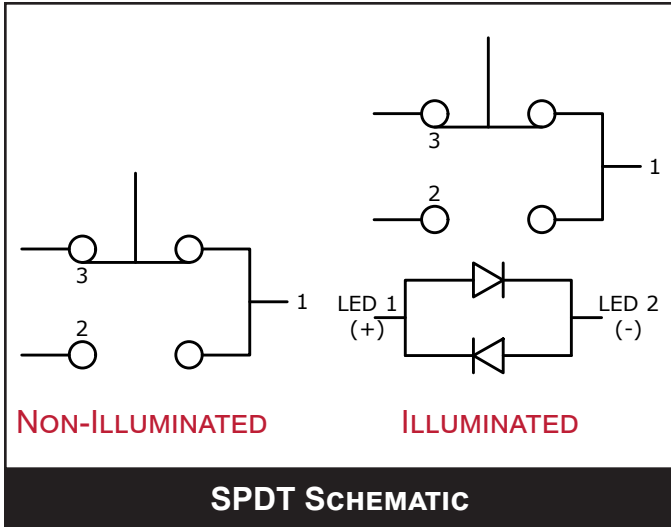 3
2
1
NON-ILLUMINATED
3
2
1
LED 1
(+)
LED 2
(-)
ILLUMINATED
SPDT SCHEMATIC